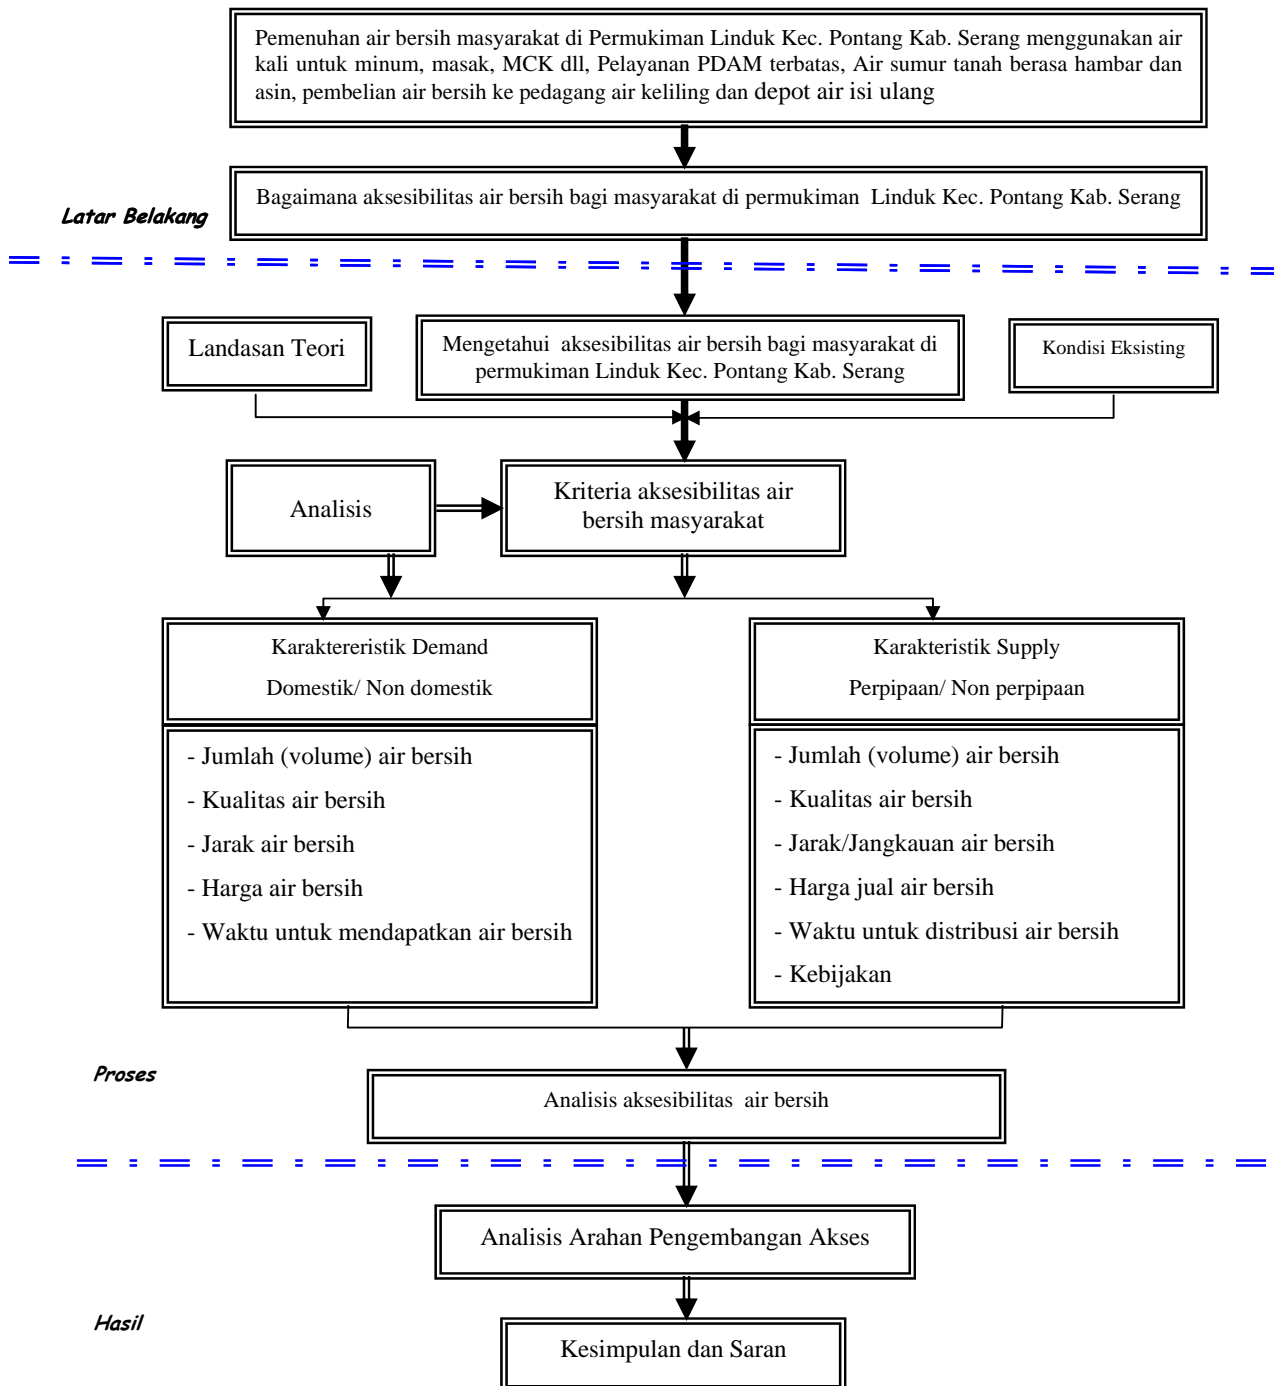 Pemenuhan air bersih masyarakat di Permukiman Linduk Kec. Pontang Kab. Serang menggunakan air
kali untuk minum, masak, MCK dll, Pelayanan PDAM terbatas, Air sumur tanah berasa hambar dan
asin, pembelian air bersih ke pedagang air keliling dan depot air isi ulang
Bagaimana aksesibilitas air bersih bagi masyarakat di permukiman Linduk Kec. Pontang Kab. Serang
Latar Belakang
Landasan Teori
Mengetahui aksesibilitas air bersih bagi masyarakat di
permukiman Linduk Kec. Pontang Kab. Serang
Kondisi Eksisting
Analisis
Kriteria aksesibilitas air
bersih masyarakat
Karaktereristik Demand
Domestik/ Non domestik
- Jumlah (volume) air bersih
- Kualitas air bersih
- Jarak air bersih
- Harga air bersih
- Waktu untuk mendapatkan air bersih
Karakteristik Supply
Perpipaan/ Non perpipaan
- Jumlah (volume) air bersih
- Kualitas air bersih
- Jarak/Jangkauan air bersih
- Harga jual air bersih
- Waktu untuk distribusi air bersih
- Kebijakan
Proses
Analisis aksesibilitas air bersih
Analisis Arahan Pengembangan Akses
Hasil
Kesimpulan dan Saran